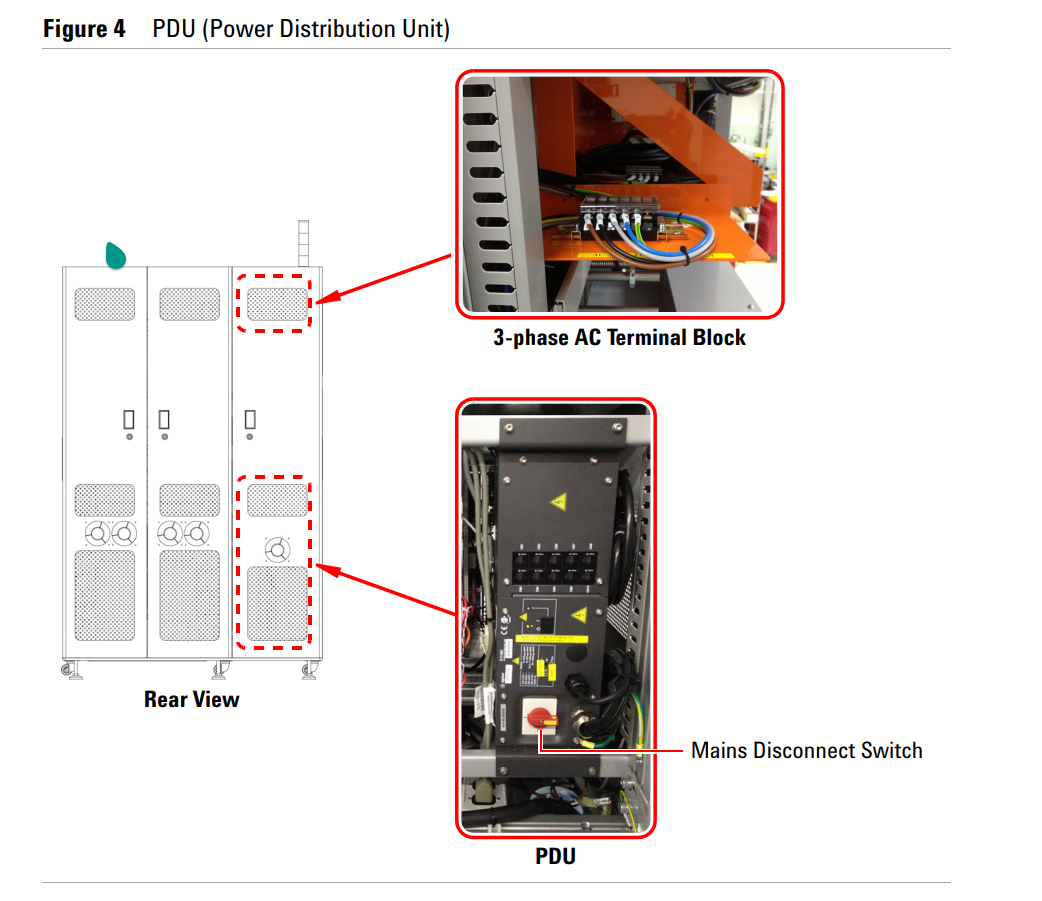 Figure 4 PDU (Power Distribution Unit)
3-phase AC Terminal Block
Rear View
Mains Disconnect Switch
PDU